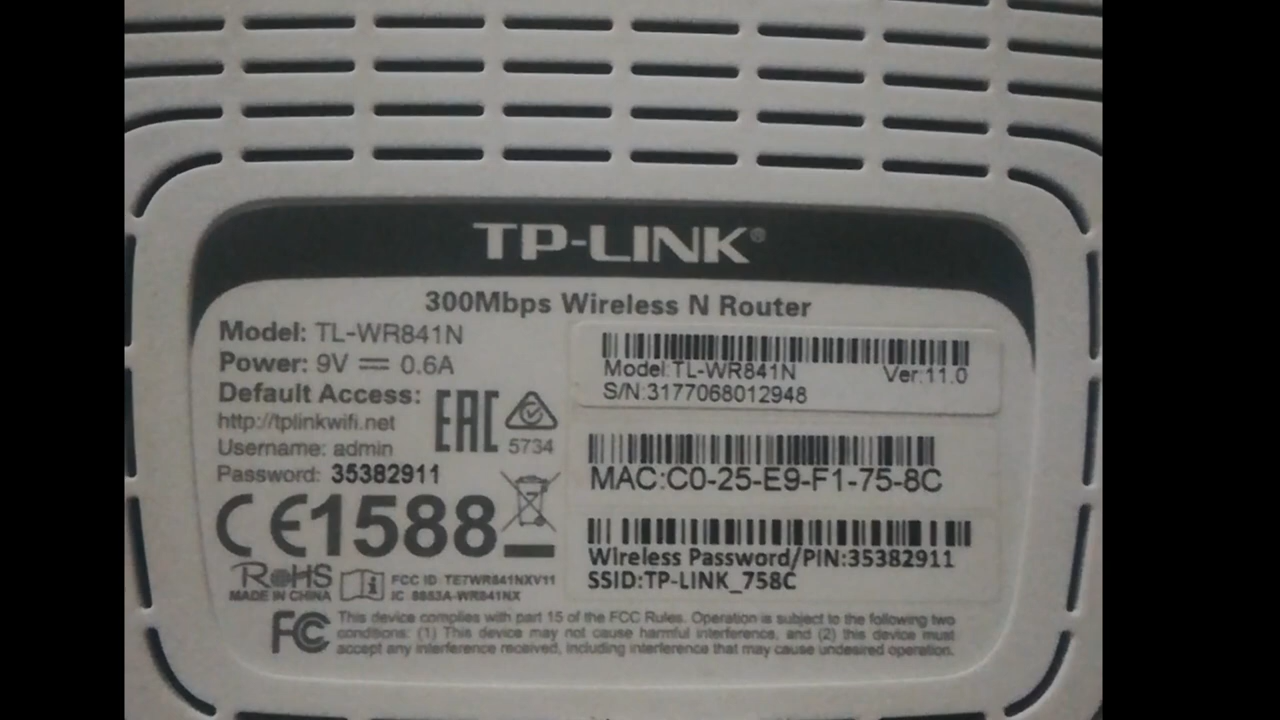 TP-LINK®
300Mbps Wireless N Router
Model: TL-WR841N
Power: 9V ⎓ 0.6A
Default Access:
http://tplinkwifi.net
Username: admin
Password: 35382911
EAC
5734
CE1588
RoHS
MADE IN CHINA
FCC ID: TE7WR841NXV11
IC: 8853A-WR841NX
Model:TL-WR841N Ver:11.0
S/N:3177068012948
MAC:C0-25-E9-F1-75-8C
Wireless Password/PIN:35382911
SSID:TP-LINK_758C
FC This device complies with part 15 of the FCC Rules. Operation is subject to the following two
conditions: (1) This device may not cause harmful interference, and (2) this device must
accept any interference received, including interference that may cause undesired operation.